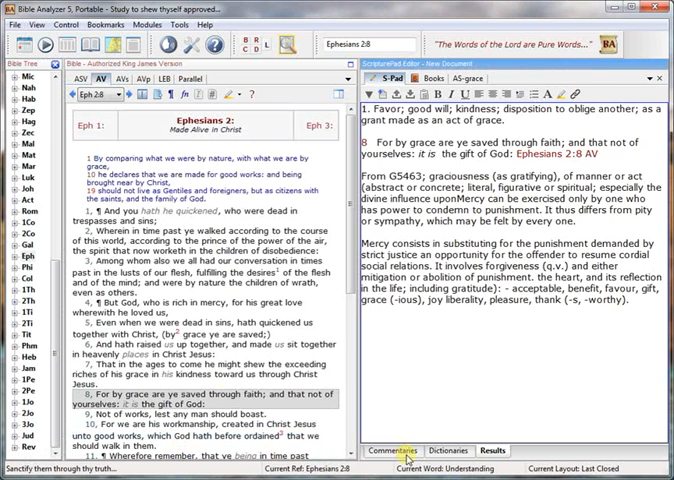 Bible Analyzer 5, Portable - Study to shew thyself approved...
File View Control Bookmarks Modules Tools Help
B R
C L
Ephesians 2:8
"The Words of the Lord are Pure Words..."
BA
Bible Tree
Mic
Nah
Hab
Zep
Hag
Zec
Mal
Mat
Mar
Luk
Joh
Act
Rom
1Co
2Co
Gal
Eph
Phi
Col
1Th
2Th
1Ti
2Ti
Tit
Phm
Heb
Jam
1Pe
2Pe
1Jo
2Jo
3Jo
Jud
Rev
Bible - Authorized King James Version
ASV AV AVs AVp LEB Parallel
Eph 2:8
Eph 1:
Ephesians 2:
Made Alive in Christ
Eph 3:
1 By comparing what we were by nature, with what we are by
grace,
10 he declares that we are made for good works: and being
brought near by Christ,
19 should not live as Gentiles and foreigners, but as citizens
with the saints, and the family of God.
1, ¶ And you hath he quickened, who were dead in
trespasses and sins;
2, Wherein in time past ye walked according to the course
of this world, according to the prince of the power of the air,
the spirit that now worketh in the children of disobedience:
3, Among whom also we all had our conversation in times
past in the lusts of our flesh, fulfilling the desires¹ of the flesh
and of the mind; and were by nature the children of wrath,
even as others.
4, ¶ But God, who is rich in mercy, for his great love
wherewith he loved us,
5, Even when we were dead in sins, hath quickened us
together with Christ, (by² grace ye are saved;)
6, And hath raised us up together, and made us sit together
in heavenly places in Christ Jesus:
7, That in the ages to come he might shew the exceeding
riches of his grace in his kindness toward us through Christ
Jesus.
8, For by grace are ye saved through faith; and that not of
yourselves: it is the gift of God:
9, Not of works, lest any man should boast.
10, For we are his workmanship, created in Christ Jesus
unto good works, which God hath before ordained³ that we
should walk in them.
11, ¶ Wherefore remember, that ye being in time past
ScripturePad Editor - New Document
S-Pad Books AS-grace
B I U
1. Favor; good will; kindness; disposition to oblige another; as a
grant made as an act of grace.
8 For by grace are ye saved through faith; and that not of
yourselves: it is the gift of God: Ephesians 2:8 AV
From G5463; graciousness (as gratifying), of manner or act
(abstract or concrete; literal, figurative or spiritual; especially the
divine influence uponMercy can be exercised only by one who
has power to condemn to punishment. It thus differs from pity
or sympathy, which may be felt by every one.
Mercy consists in substituting for the punishment demanded by
strict justice an opportunity for the offender to resume cordial
social relations. It involves forgiveness (q.v.) and either
mitigation or abolition of punishment. the heart, and its reflection
in the life; including gratitude): - acceptable, benefit, favour, gift,
grace (-ious), joy liberality, pleasure, thank (-s, -worthy).
Commentaries Dictionaries Results
Sanctify them through thy truth...
Current Ref: Ephesians 2:8
Current Word: Understanding
Current Layout: Last Closed